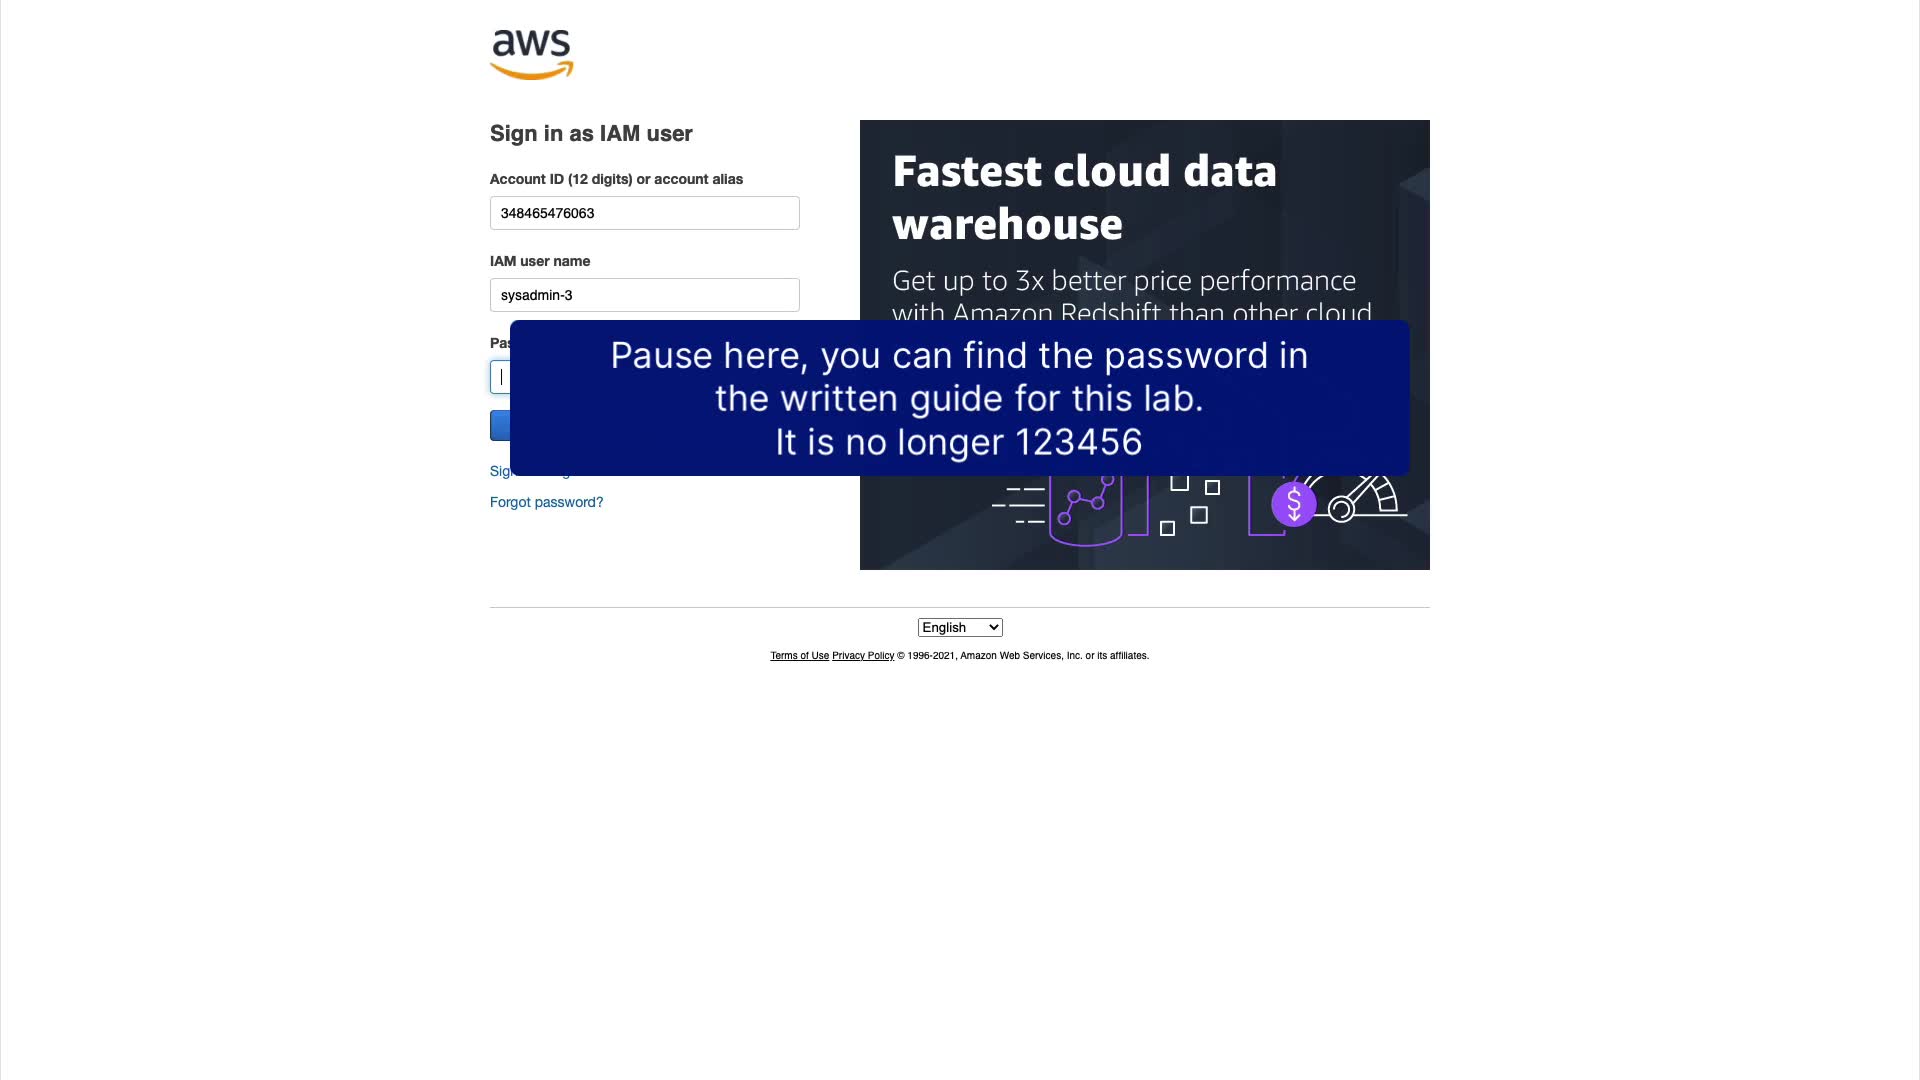 aws
Sign in as IAM user
Account ID (12 digits) or account alias
348465476063
IAM user name
sysadmin-3
Pas
Sig
Forgot password?
Fastest cloud data
warehouse
Get up to 3x better price performance
with Amazon Redshift than other cloud
Pause here, you can find the password in
the written guide for this lab.
It is no longer 123456
$
English
Terms of Use Privacy Policy © 1996-2021, Amazon Web Services, Inc. or its affiliates.